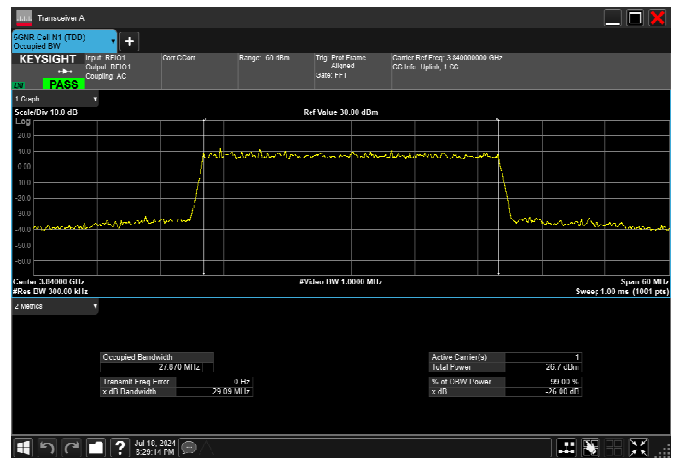 Transceiver A
5GNR Cell N1 (TDD)
Occupied BW
+
KEYSIGHT Input: RFIO1 Corr CCorr Range: 60 dBm Trig: Prot Frame Carrier Ref Freq: 3.840000000 GHz
Output: RFIO1 Aligned CC Info: Uplink, 1 CC
Coupling: AC Gate: FFT
PASS
1 Graph
Scale/Div 10.0 dB Ref Value 30.00 dBm
Log
20.0
10.0
0.00
-10.0
-20.0
-30.0
-40.0
-50.0
Center 3.84000 GHz #Video BW 1.0000 MHz Span 60 MHz
#Res BW 300.00 kHz Sweep 1.00 ms (1001 pts)
2 Metrics
Occupied Bandwidth Active Carrier(s) 1
27.870 MHz Total Power 26.7 dBm
Transmit Freq Error 0 Hz % of OBW Power 99.00 %
x dB Bandwidth 29.09 MHz x dB -26.00 dB
?
Jul 18, 2024